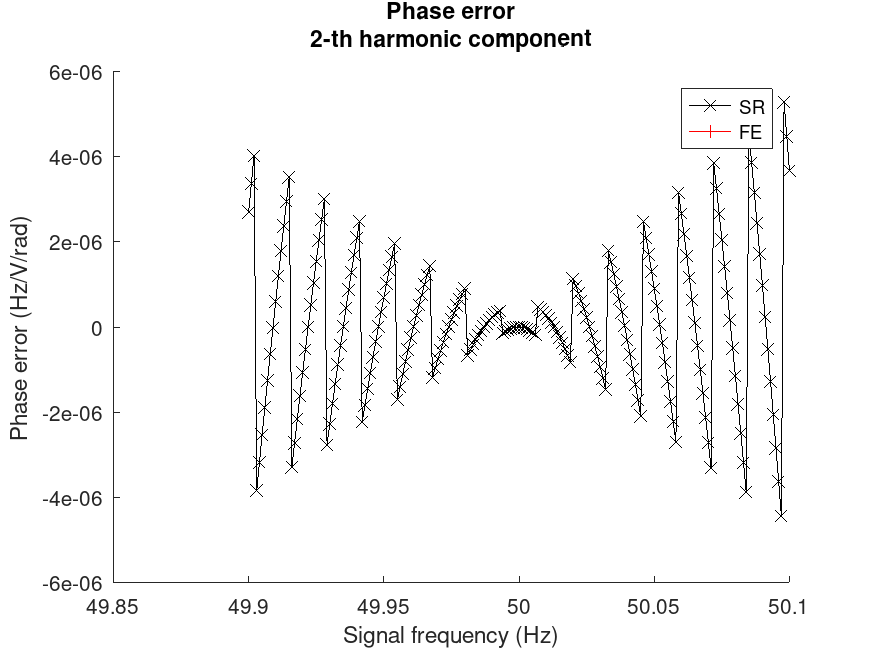 Phase error
2-th harmonic component
6e-06
4e-06
2e-06
0
-2e-06
-4e-06
-6e-06
Phase error (Hz/V/rad)
SR
FE
49.85
49.9
49.95
50
50.05
50.1
Signal frequency (Hz)